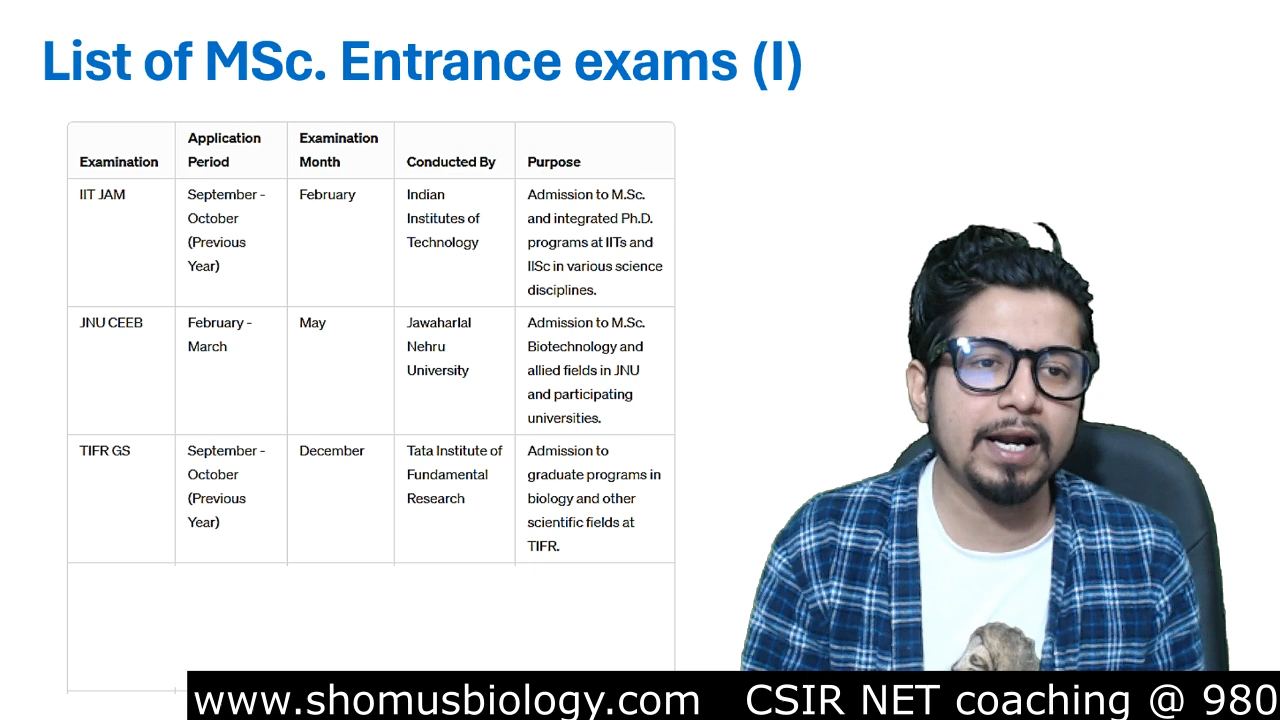 List of MSc. Entrance exams (I)
Examination
Application
Period
Examination
Month
Conducted By
Purpose
IIT JAM
September -
October
(Previous
Year)
February
Indian
Institutes of
Technology
Admission to M.Sc.
and integrated Ph.D.
programs at IITs and
IISc in various science
disciplines.
JNU CEEB
February -
March
May
Jawaharlal
Nehru
University
Admission to M.Sc.
Biotechnology and
allied fields in JNU
and participating
universities.
TIFR GS
September -
October
(Previous
Year)
December
Tata Institute of
Fundamental
Research
Admission to
graduate programs in
biology and other
scientific fields at
TIFR.
www.shomusbiology.com CSIR NET coaching @ 980